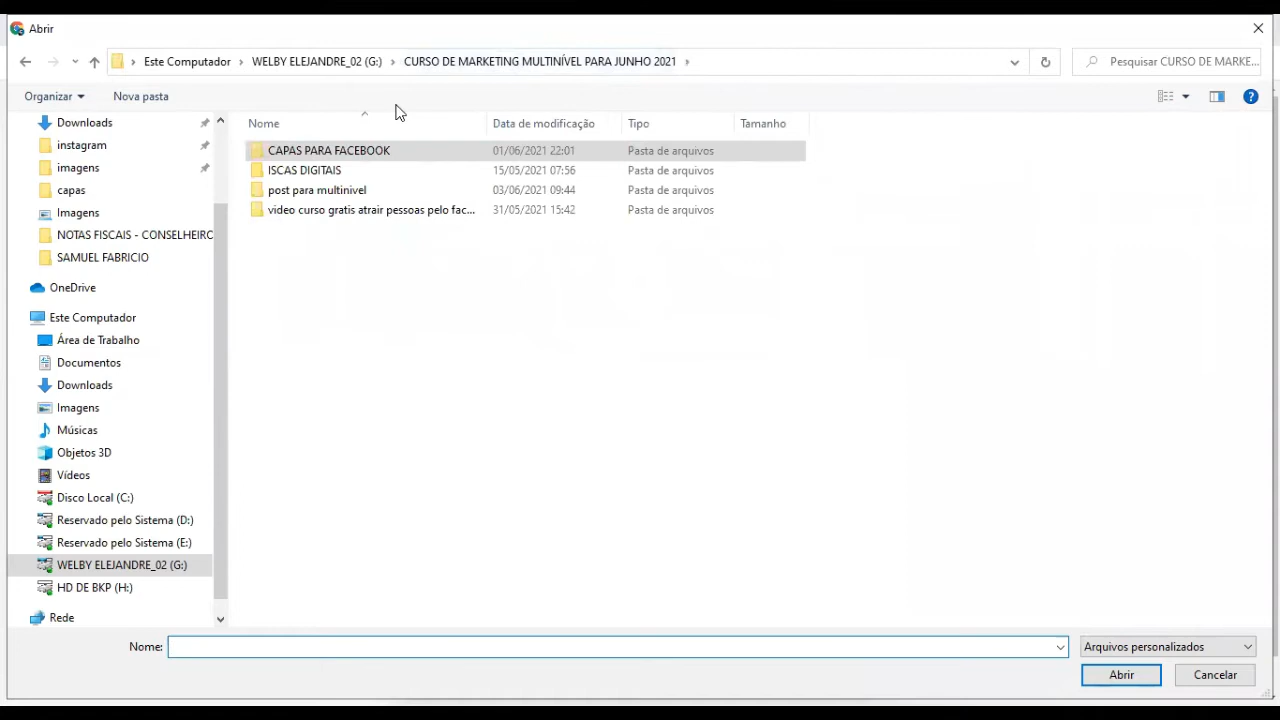 Abrir
Este Computador > WELBY ELEJANDRE_02 (G:) > CURSO DE MARKETING MULTINÍVEL PARA JUNHO 2021 >
Pesquisar CURSO DE MARKE...
Organizar
Nova pasta
Downloads
instagram
imagens
capas
Imagens
NOTAS FISCAIS - CONSELHEIRO
SAMUEL FABRICIO
OneDrive
Este Computador
Área de Trabalho
Documentos
Downloads
Imagens
Músicas
Objetos 3D
Vídeos
Disco Local (C:)
Reservado pelo Sistema (D:)
Reservado pelo Sistema (E:)
WELBY ELEJANDRE_02 (G:)
HD DE BKP (H:)
Rede
Nome Data de modificação Tipo Tamanho
CAPAS PARA FACEBOOK 01/06/2021 22:01 Pasta de arquivos
ISCAS DIGITAIS 15/05/2021 07:56 Pasta de arquivos
post para multinivel 03/06/2021 09:44 Pasta de arquivos
video curso gratis atrair pessoas pelo fac... 31/05/2021 15:42 Pasta de arquivos
Nome:
Arquivos personalizados
Abrir
Cancelar